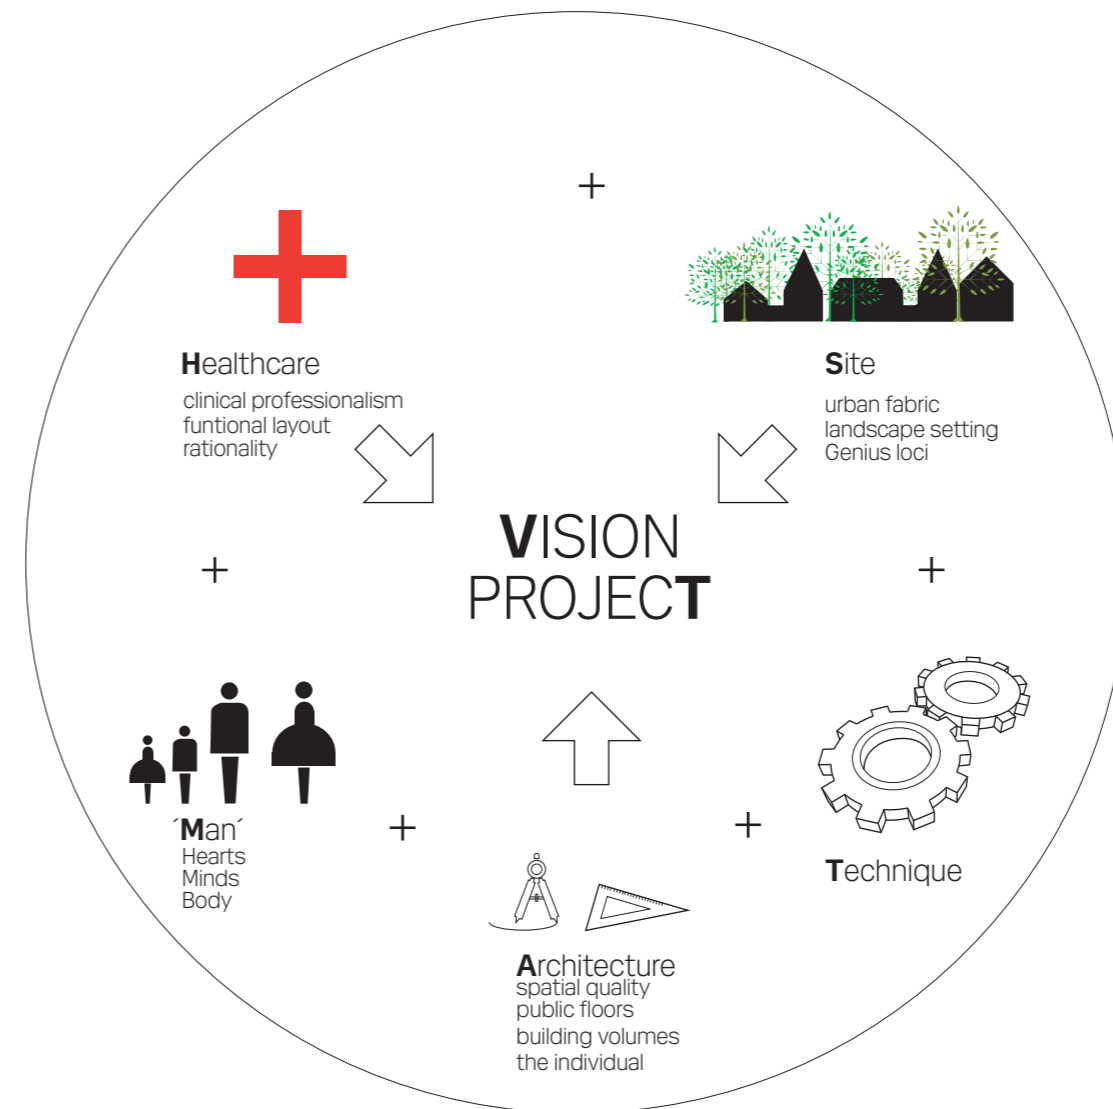 +
Healthcare
clinical professionalism
funtional layout
rationality
Site
urban fabric
landscape setting
Genius loci
VISION
PROJECT
+
+
´Man´
Hearts
Minds
Body
+
+
Technique
Architecture
spatial quality
public floors
building volumes
the individual